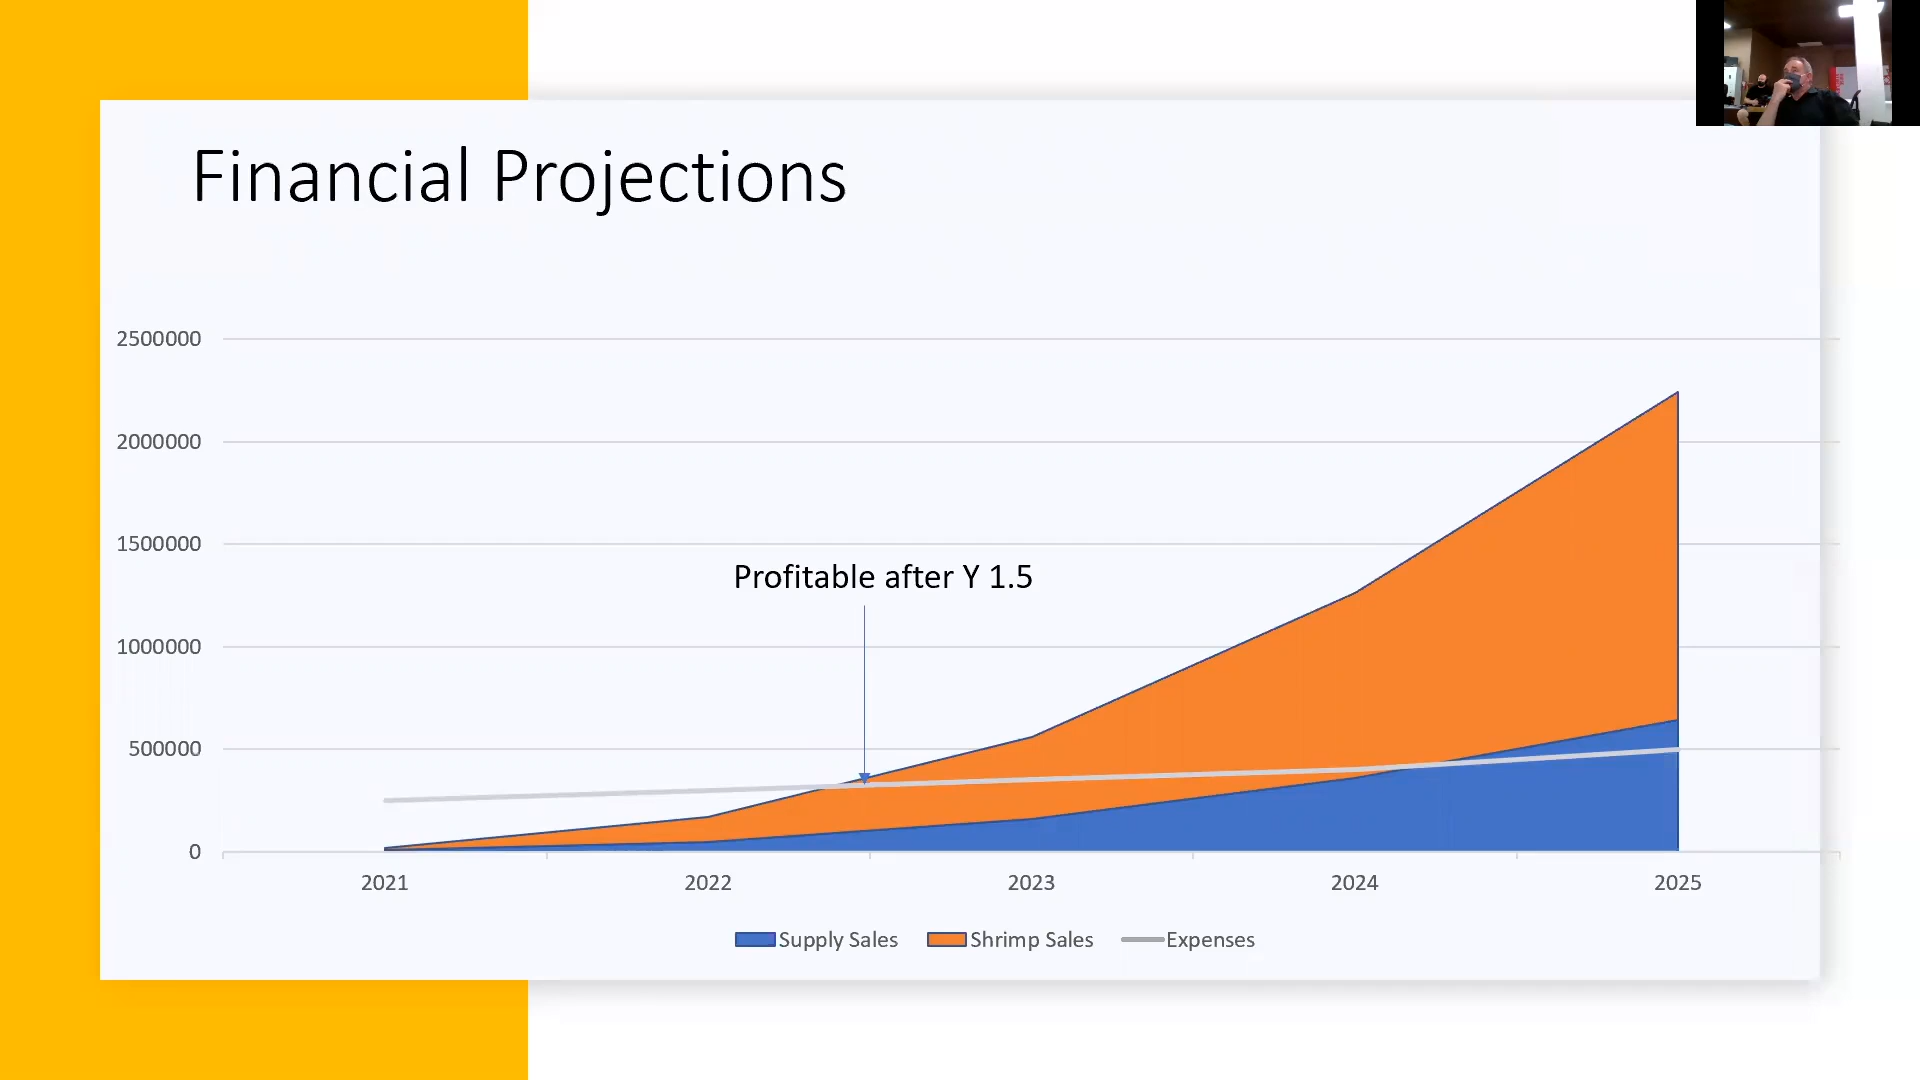 Financial Projections
2500000
2000000
1500000
Profitable after Y 1.5
1000000
500000
0
2021 2022 2023 2024 2025
Supply Sales Shrimp Sales Expenses